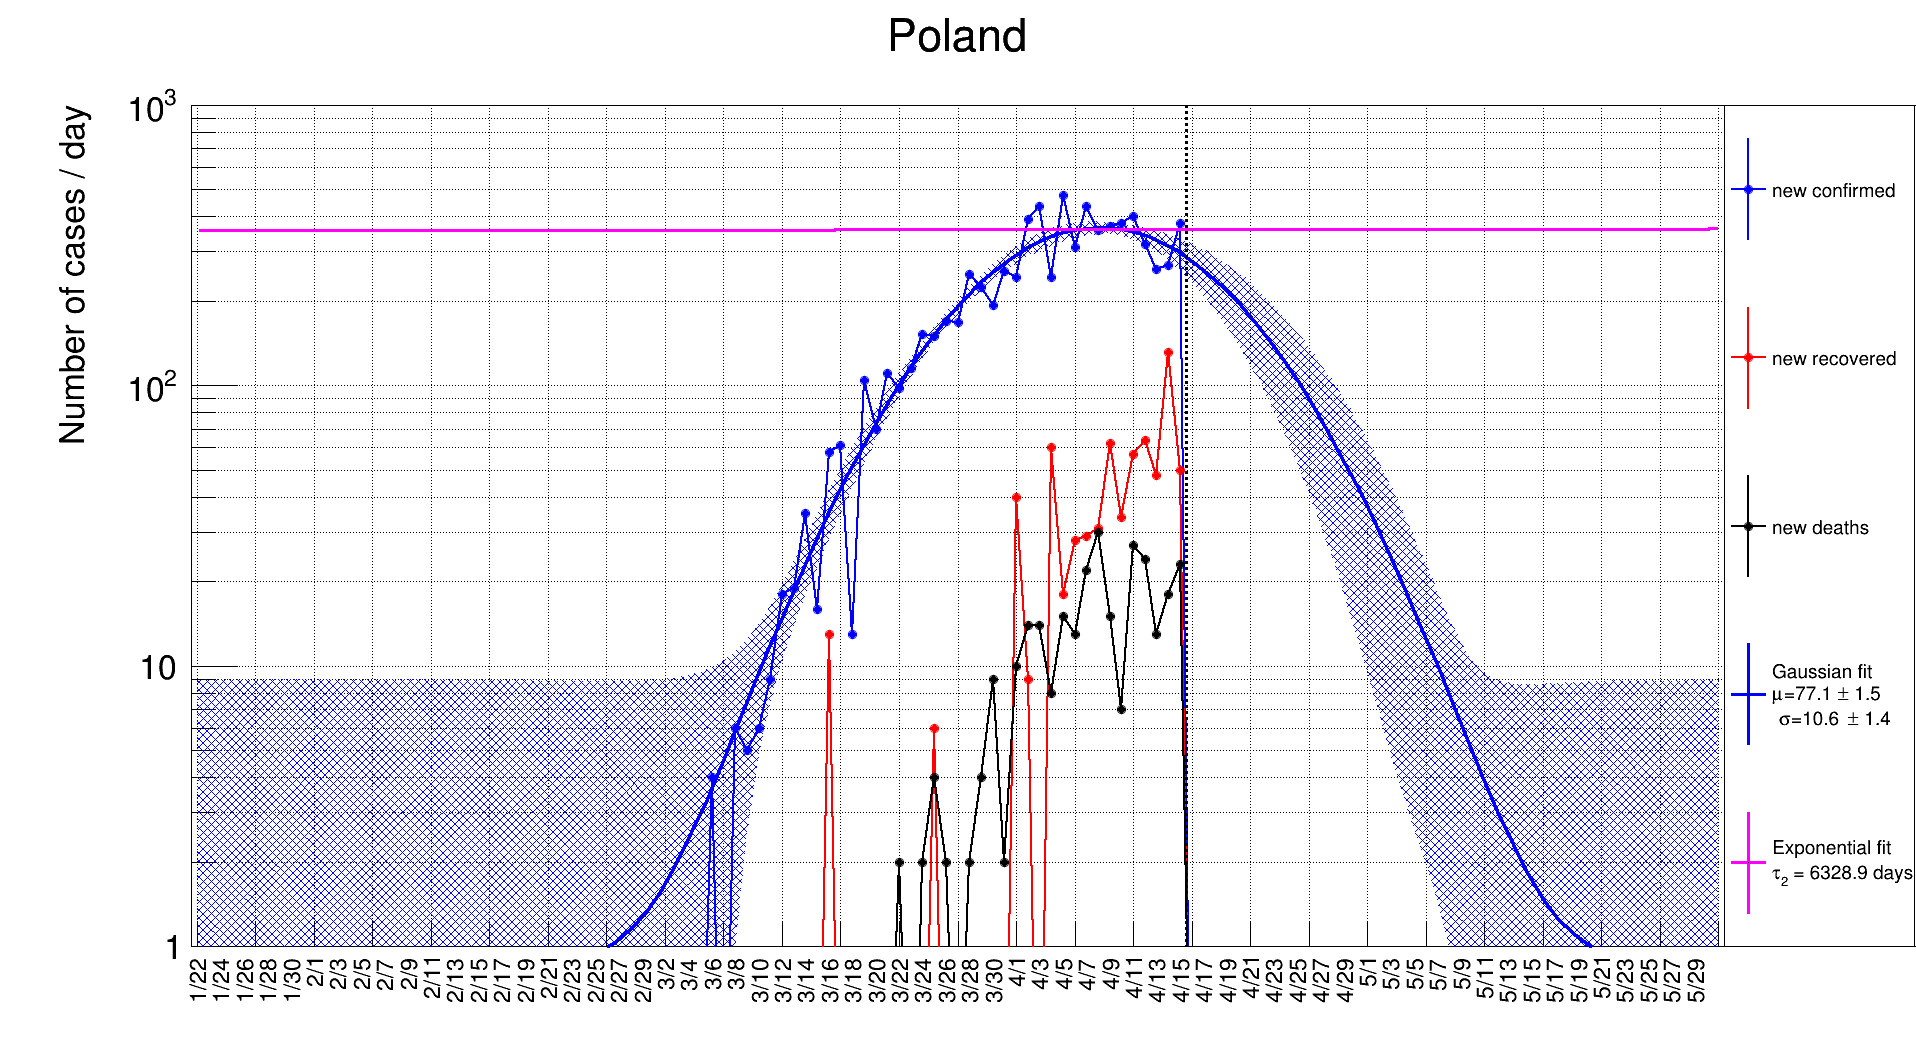 Poland
Number of cases / day
10³
10²
10
1
1/22 1/24 1/26 1/28 1/30 2/1 2/3 2/5 2/7 2/9 2/11 2/13 2/15 2/17 2/19 2/21 2/23 2/25 2/27 2/29 3/2 3/4 3/6 3/8 3/10 3/12 3/14 3/16 3/18 3/20 3/22 3/24 3/26 3/28 3/30 4/1 4/3 4/5 4/7 4/9 4/11 4/13 4/15 4/17 4/19 4/21 4/23 4/25 4/27 4/29 5/1 5/3 5/5 5/7 5/9 5/11 5/13 5/15 5/17 5/19 5/21 5/23 5/25 5/27 5/29
new confirmed
new recovered
new deaths
Gaussian fit
μ=77.1 ± 1.5
σ=10.6 ± 1.4
Exponential fit
τ₂ = 6328.9 days